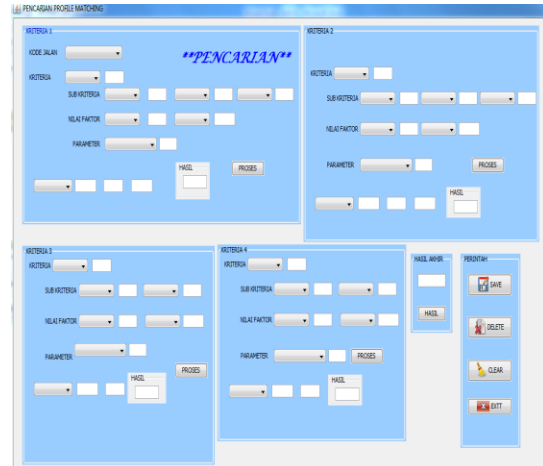 PENCARIAN PROFILE MATCHING
KRITERIA 1
KODE JALAN
**PENCARIAN**
KRITERIA
SUB KRITERIA
NILAI FAKTOR
PARAMETER
HASIL
PROSES
KRITERIA 2
KRITERIA
SUB KRITERIA
NILAI FAKTOR
PARAMETER
PROSES
HASIL
KRITERIA 3
KRITERIA
SUB KRITERIA
NILAI FAKTOR
PARAMETER
PROSES
HASIL
KRITERIA 4
KRITERIA
SUB KRITERIA
NILAI FAKTOR
PARAMETER
PROSES
HASIL
HASIL AKHIR
HASIL
PERINTAH
SAVE
DELETE
CLEAR
EXIT